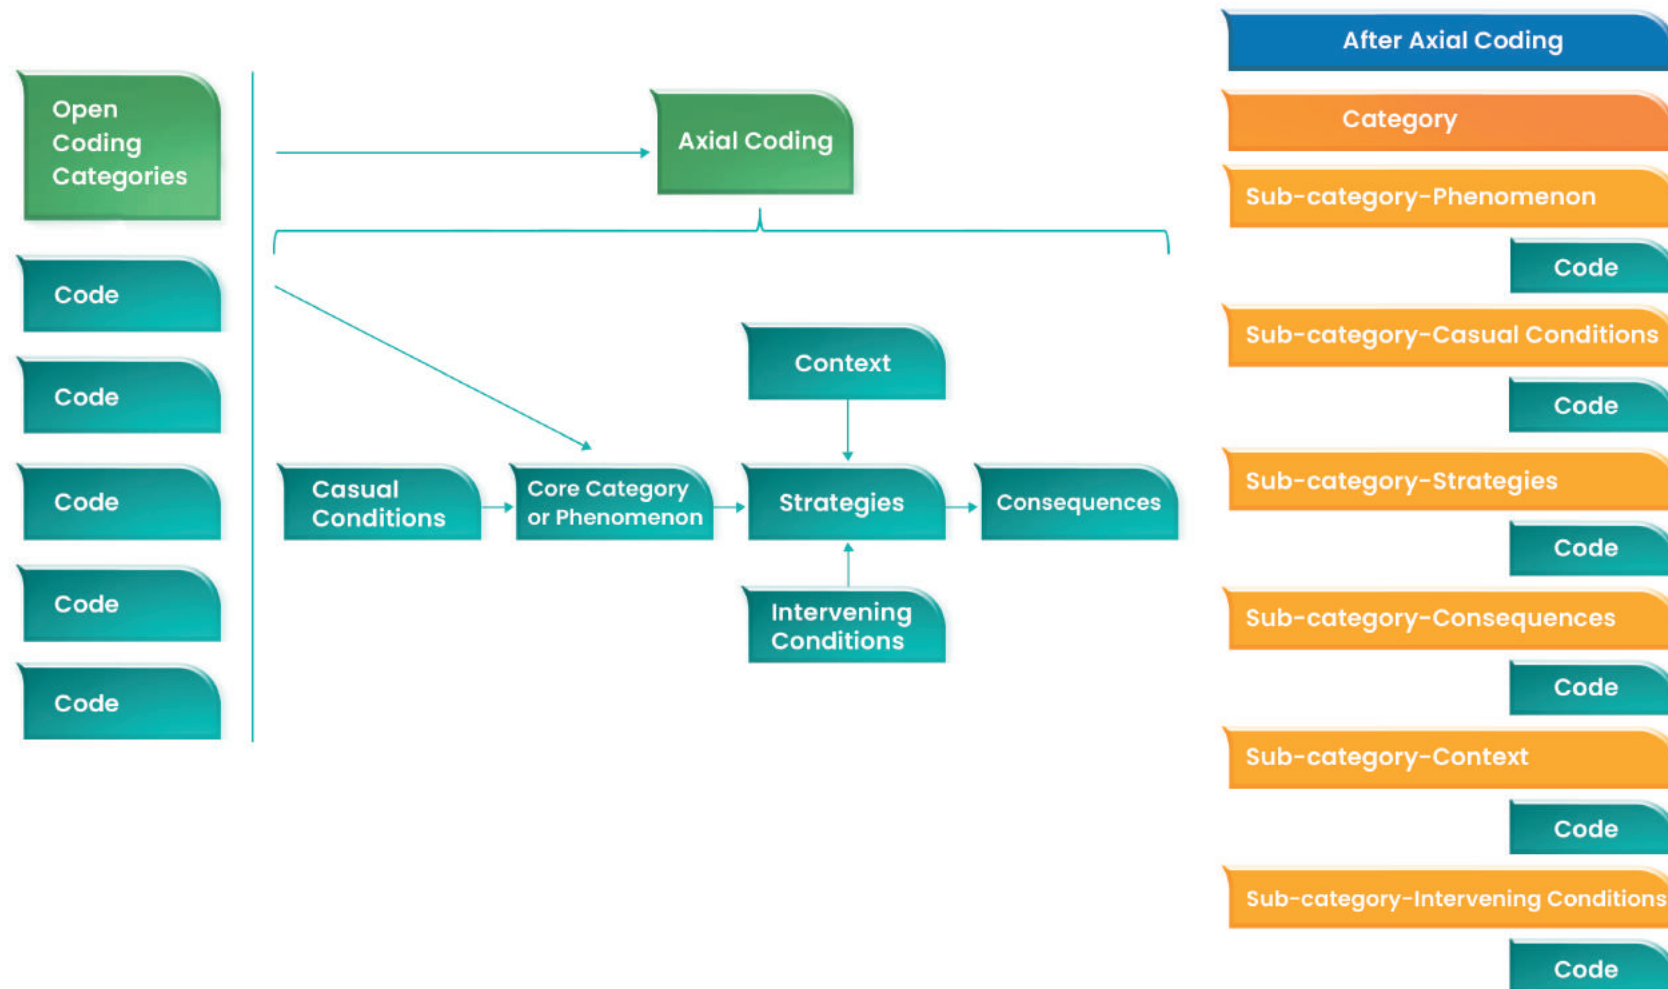 Open
Coding
Categories
Code
Code
Code
Code
Code
Axial Coding
Context
Casual
Conditions
Core Category
or Phenomenon
Strategies
Consequences
Intervening
Conditions
After Axial Coding
Category
Sub-category-Phenomenon
Code
Sub-category-Casual Conditions
Code
Sub-category-Strategies
Code
Sub-category-Consequences
Code
Sub-category-Context
Code
Sub-category-Intervening Conditions
Code